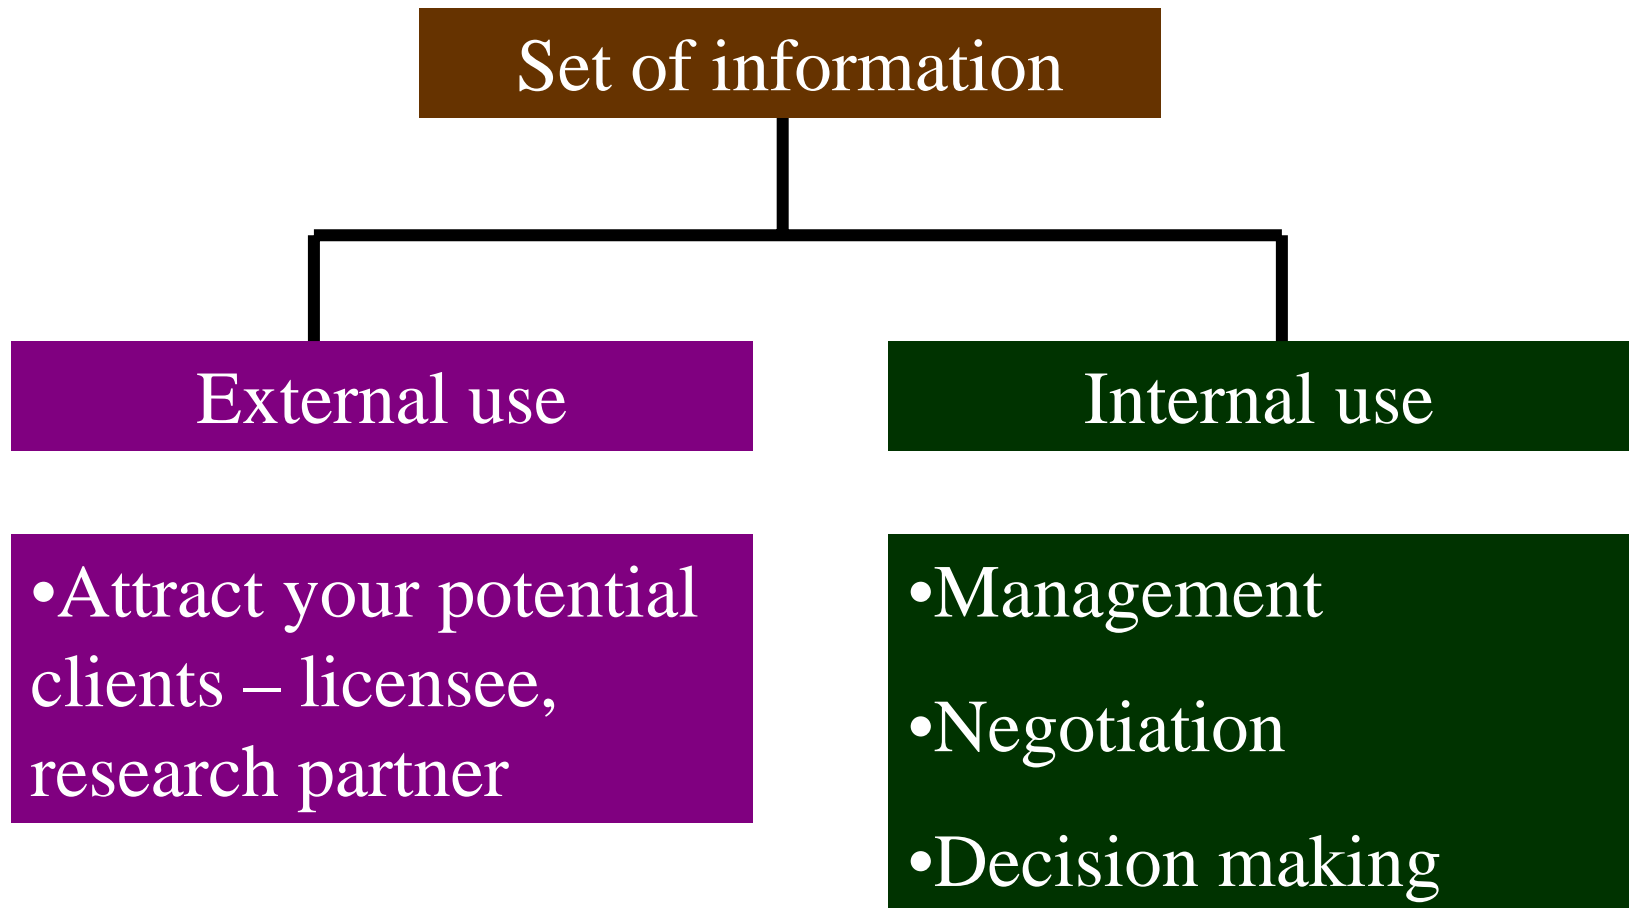 Set of information
External use
Internal use
•Attract your potential
clients – licensee,
research partner
•Management
•Negotiation
•Decision making